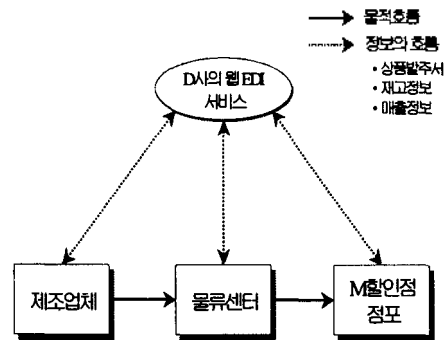 물적흐름
정보의 흐름
• 상품발주서
• 재고정보
• 매출정보
D사의 웹 EDI
서비스
제조업체
물류센터
M할인점
점포